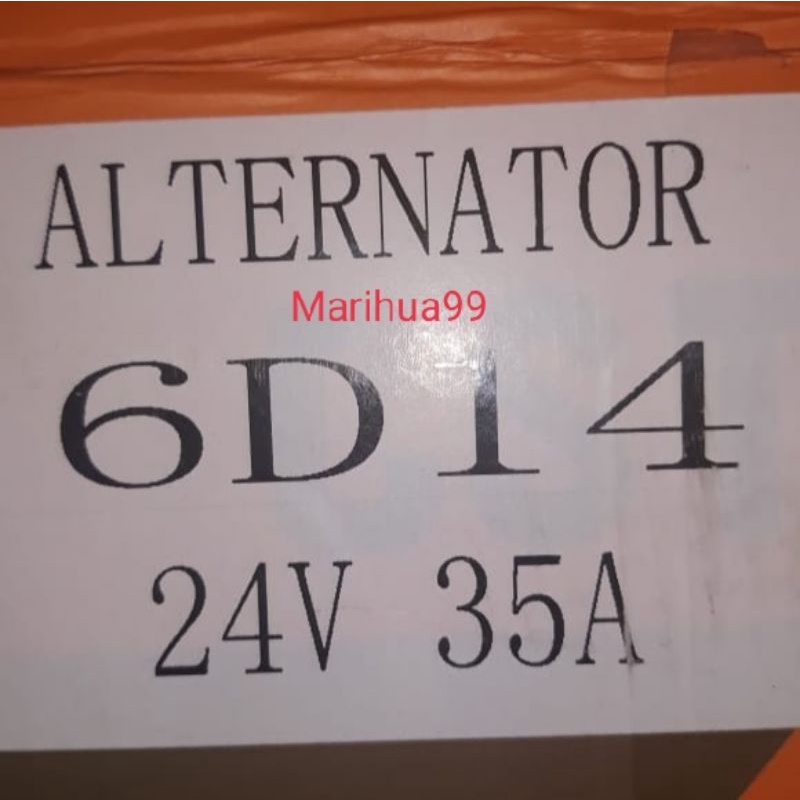 ALTERNATOR
Marihua99
6D14
24V 35A